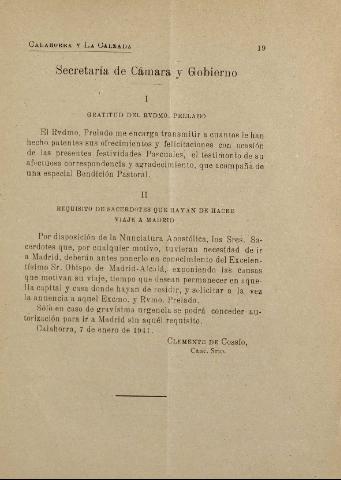 CALAHORRA Y LA CALZADA 19
Secretaría de Cámara y Gobierno
I
GRATITUD DEL RVDMO. PRELADO
El Rvdmo. Prelado me encarga transmitir a cuantos le han
hecho patentes sus ofrecimientos y felicitaciones con ocasión
de las presentes festividades Pascuales, el testimonio de su
afectuosa correspondencia y agradecimiento, que acompaña de
una especial Bendición Pastoral.
II
REQUISITO DE SACERDOTES QUE HAYAN DE HACER
VIAJE A MADRID
Por disposición de la Nunciatura Apostólica, los Sres. Sa-
cerdotes que, por cualquier motivo, tuvieran necesidad de ir
a Madrid, deberán antes ponerlo en conocimiento del Excelen-
tísimo Sr. Obispo de Madrid-Alcalá, exponiendo las causas
que motivan su viaje, tiempo que desean permanecer en aque-
lla capital y casa donde hayan de residir, y solicitar a la vez
la anuencia a aquel Excmo. y Rvmo. Prelado.
Sólo en caso de gravísima urgencia se podrá conceder au-
torización para ir a Madrid sin aquél requisito.
Calahorra, 7 de enero de 1941.
CLEMENTO DE COSSÍO,
Canc. Srio.